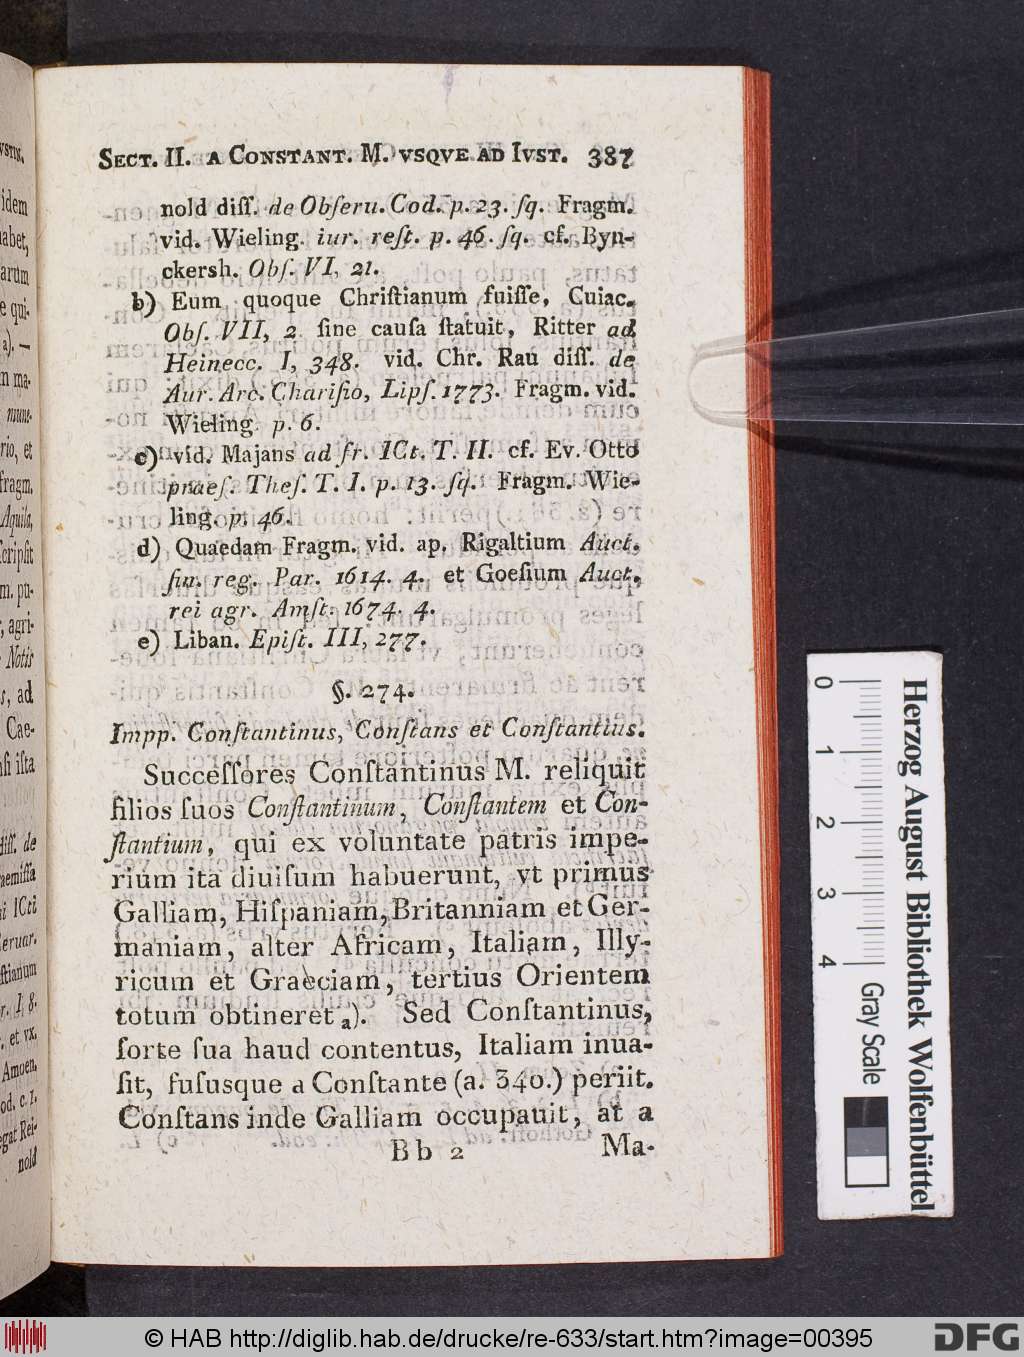 SECT. II. A CONSTANT. M. VSQVE AD IVST. 387
nold diſſ. de Obſeru. Cod. p. 23. ſq. Fragm.
vid. Wieling. iur. reſt. p. 46. ſq. cf. Byn-
ckersh. Obſ. VI, 21.
b) Eum quoque Chriſtianum fuiſſe, Cuiac.
Obſ. VII, 2 ſine cauſa ſtatuit, Ritter ad
Heinecc. I, 348. vid. Chr. Rau diſſ. de
Aur. Arc. Chariſio, Lipſ. 1773. Fragm. vid.
Wieling. p. 6.
c) vid. Majans ad fr. ICt. T. II. cf. Ev. Otto
praeſ. Theſ. T. I. p. 13. ſq. Fragm. Wie-
ling. p. 46.
d) Quaedam Fragm. vid. ap. Rigaltium Auct.
fin. reg. Par. 1614. 4. et Goeſium Auct.
rei agr. Amſt. 1674. 4.
e) Liban. Epiſt. III, 277.
§. 274.
Impp. Conſtantinus, Conſtans et Conſtantius.
Succeſſores Conſtantinus M. reliquit
filios ſuos Conſtantinum, Conſtantem et Con-
ſtantium, qui ex voluntate patris impe-
rium ita diuiſum habuerunt, vt primus
Galliam, Hiſpaniam, Britanniam et Ger-
maniam, alter Africam, Italiam, Illy-
ricum et Graeciam, tertius Orientem
totum obtineret a). Sed Conſtantinus,
ſorte ſua haud contentus, Italiam inua-
ſit, fuſusque a Conſtante (a. 340.) periit.
Conſtans inde Galliam occupauit, at a
Bb 2 Ma-
0 1 2 3 4
Gray Scale
Herzog August Bibliothek Wolfenbüttel
© HAB http://diglib.hab.de/drucke/re-633/start.htm?image=00395
DFG